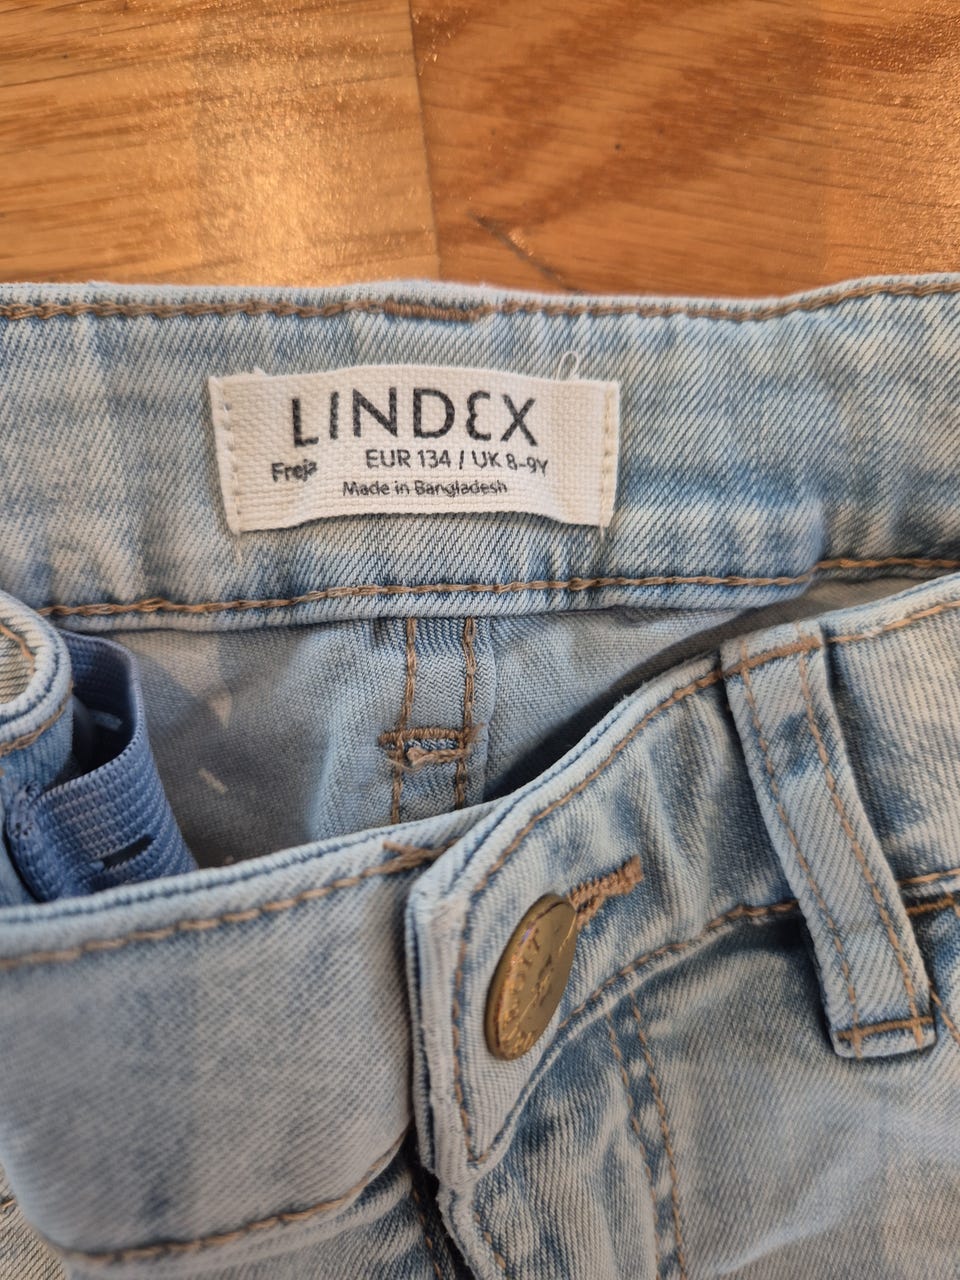 LINDEX
Freja EUR 134 / UK 8-9Y
Made in Bangladesh